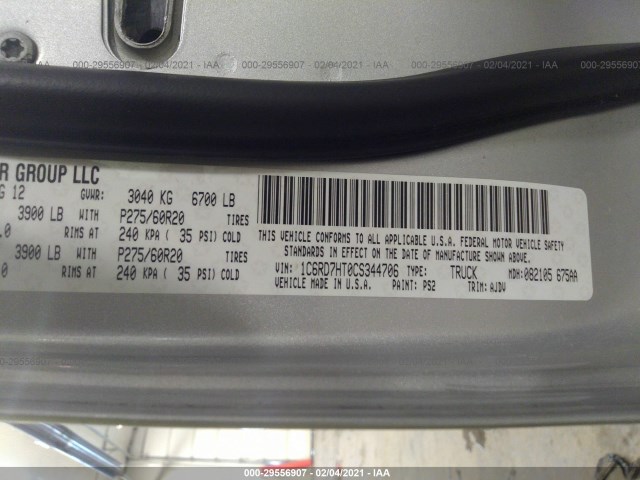 000-29556907 - 02/04/2021 - IAA
000-29556907 - 02/04/2021 - IAA
000-29556907 - 02/04/2021 - IAA
R GROUP LLC
G 12 GVWR: 3040 KG 6700 LB
3900 LB WITH P275/60R20 TIRES
.0 RIMS AT 240 KPA ( 35 PSI) COLD
3900 LB WITH P275/60R20 TIRES
.0 RIMS AT 240 KPA ( 35 PSI) COLD
THIS VEHICLE CONFORMS TO ALL APPLICABLE U.S.A. FEDERAL MOTOR VEHICLE SAFETY
STANDARDS IN EFFECT ON THE DATE OF MANUFACTURE SHOWN ABOVE.
VIN: 1C6RD7HT0CS344706 TYPE: TRUCK MDH: 082105 675AA
VEHICLE MADE IN U.S.A. PAINT: PS2 TRIM: AJDV
000-29556907 - 02/04/2021 - IAA